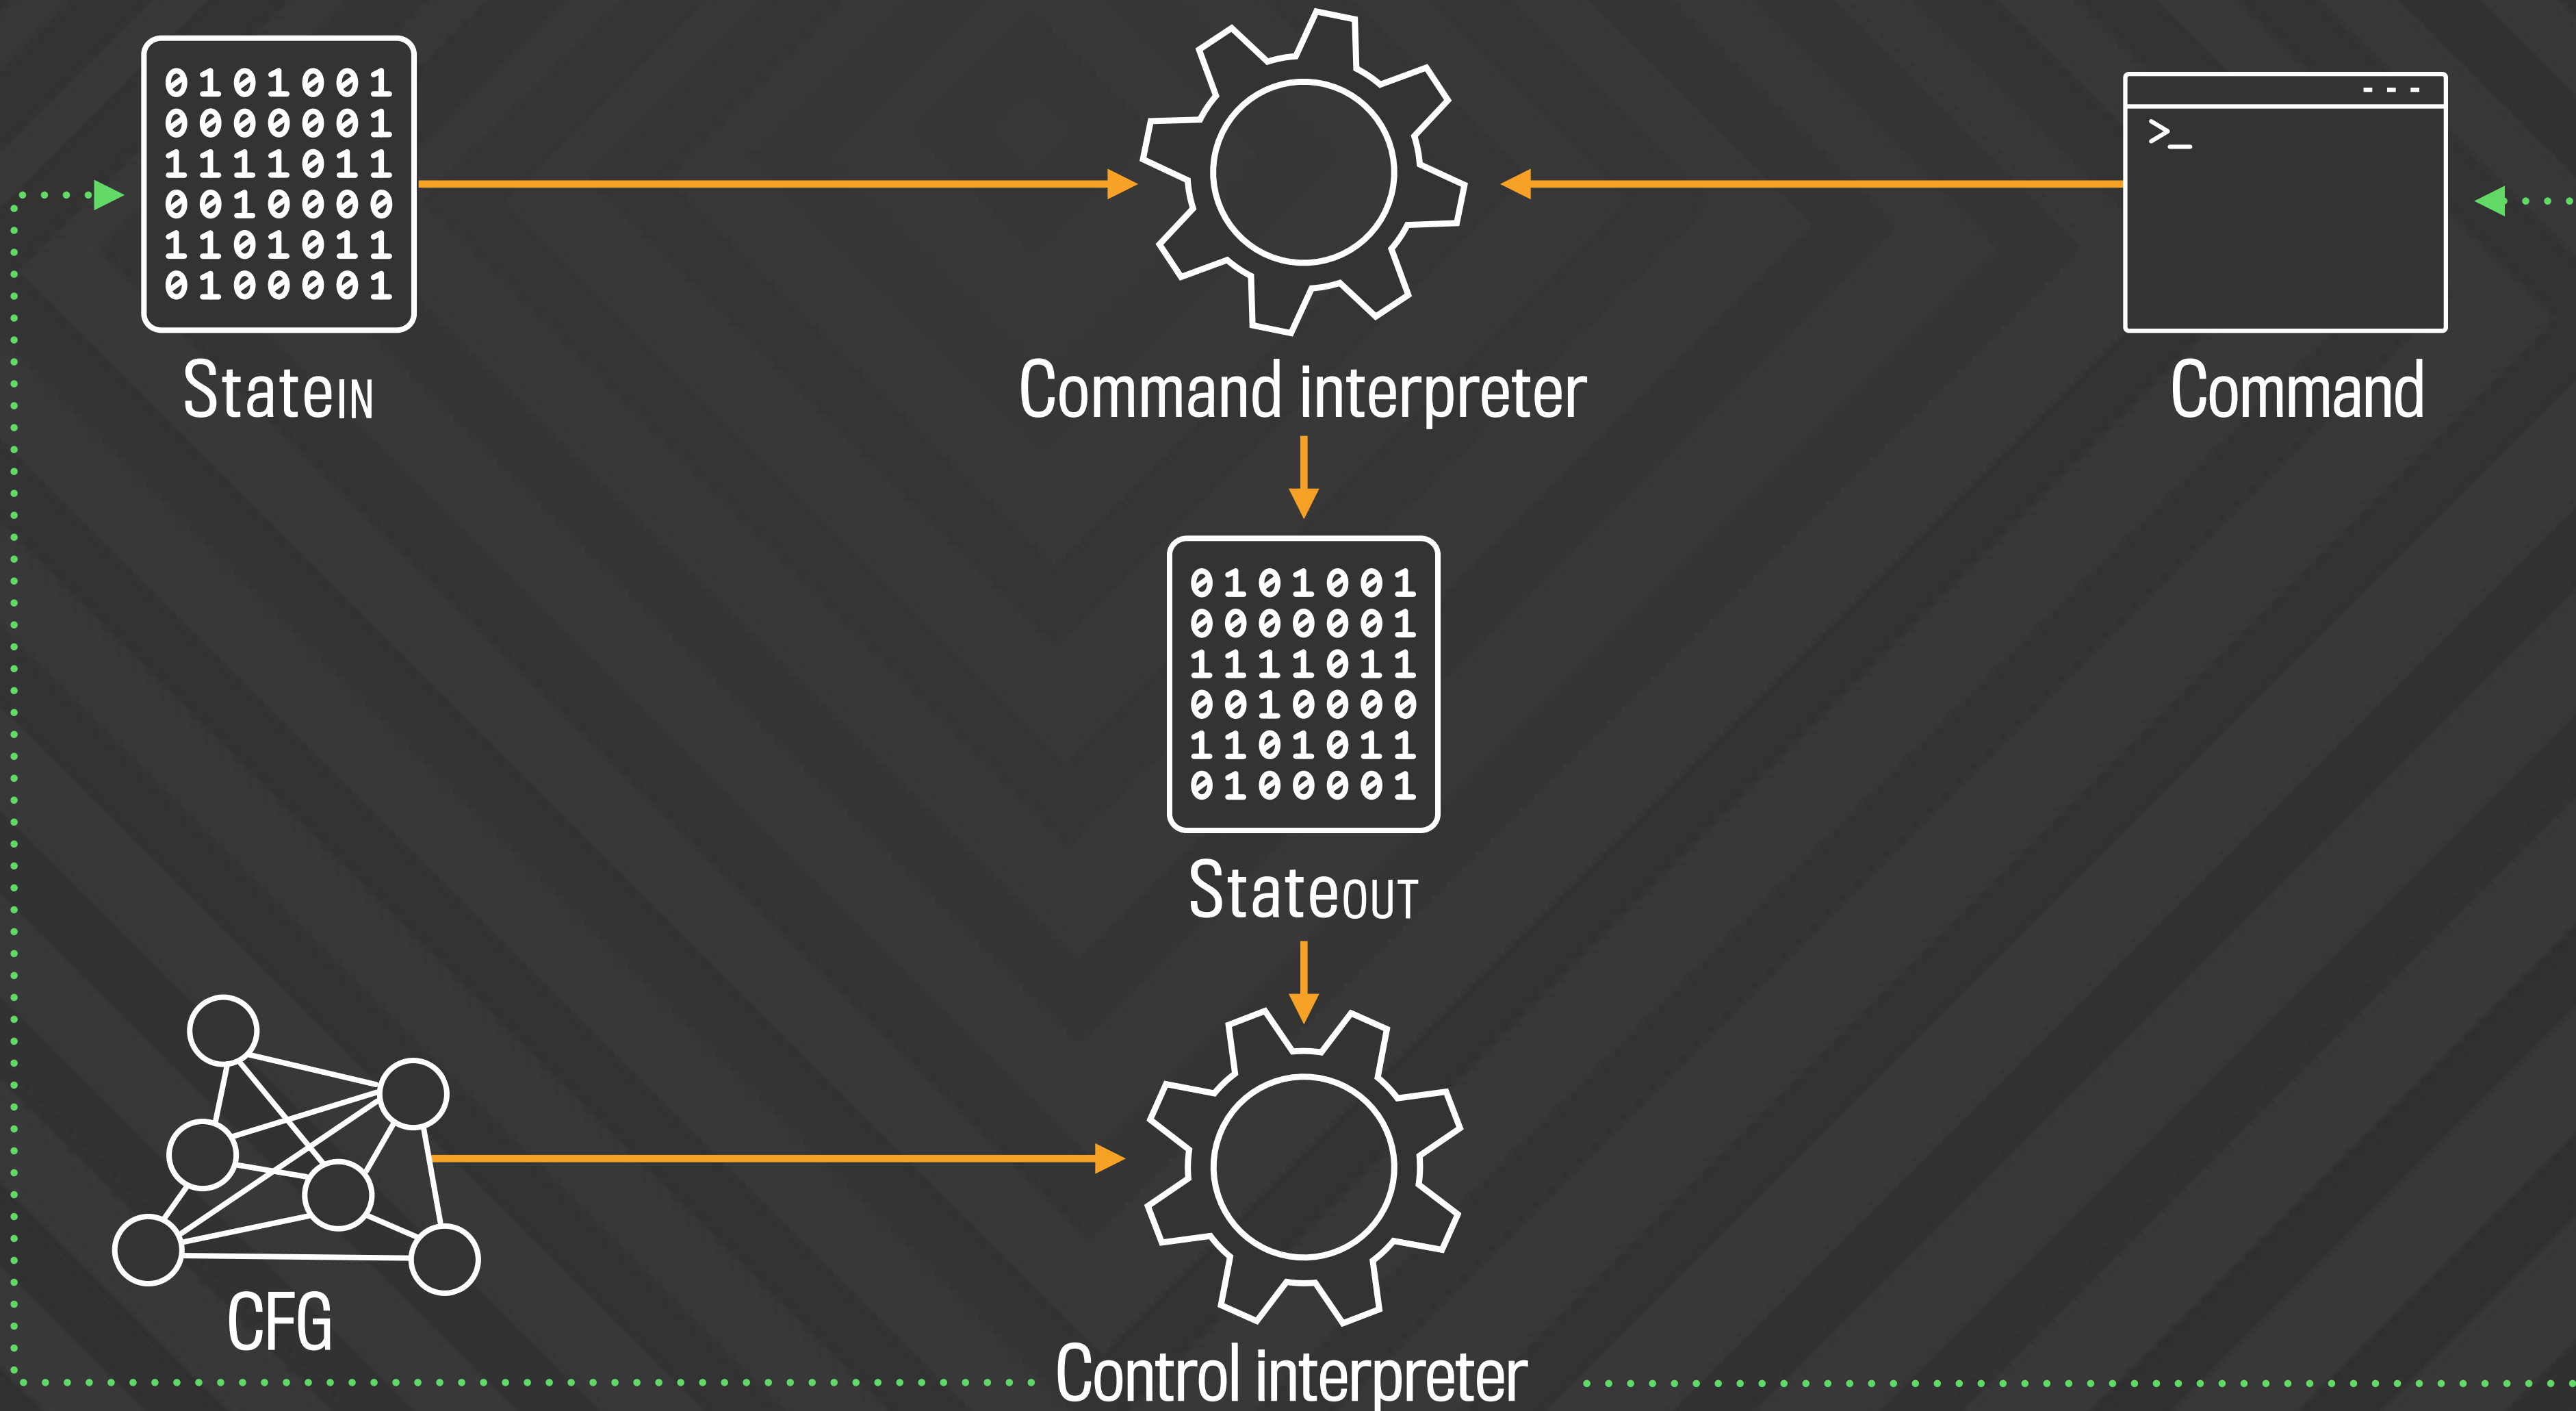 0101001
0000001
1111011
0010000
1101011
0100001
>_
StateIN
Command interpreter
Command
0101001
0000001
1111011
0010000
1101011
0100001
StateOUT
CFG
Control interpreter